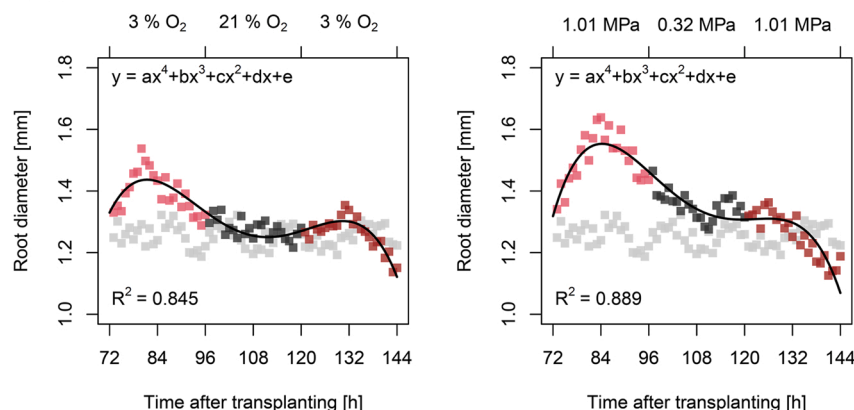 3 % O₂ 21 % O₂ 3 % O₂
y = ax⁴+bx³+cx²+dx+e
Root diameter [mm]
1.8
1.6
1.4
1.2
1.0
R² = 0.845
72 84 96 108 120 132 144
Time after transplanting [h]
1.01 MPa 0.32 MPa 1.01 MPa
y = ax⁴+bx³+cx²+dx+e
Root diameter [mm]
1.8
1.6
1.4
1.2
1.0
R² = 0.889
72 84 96 108 120 132 144
Time after transplanting [h]